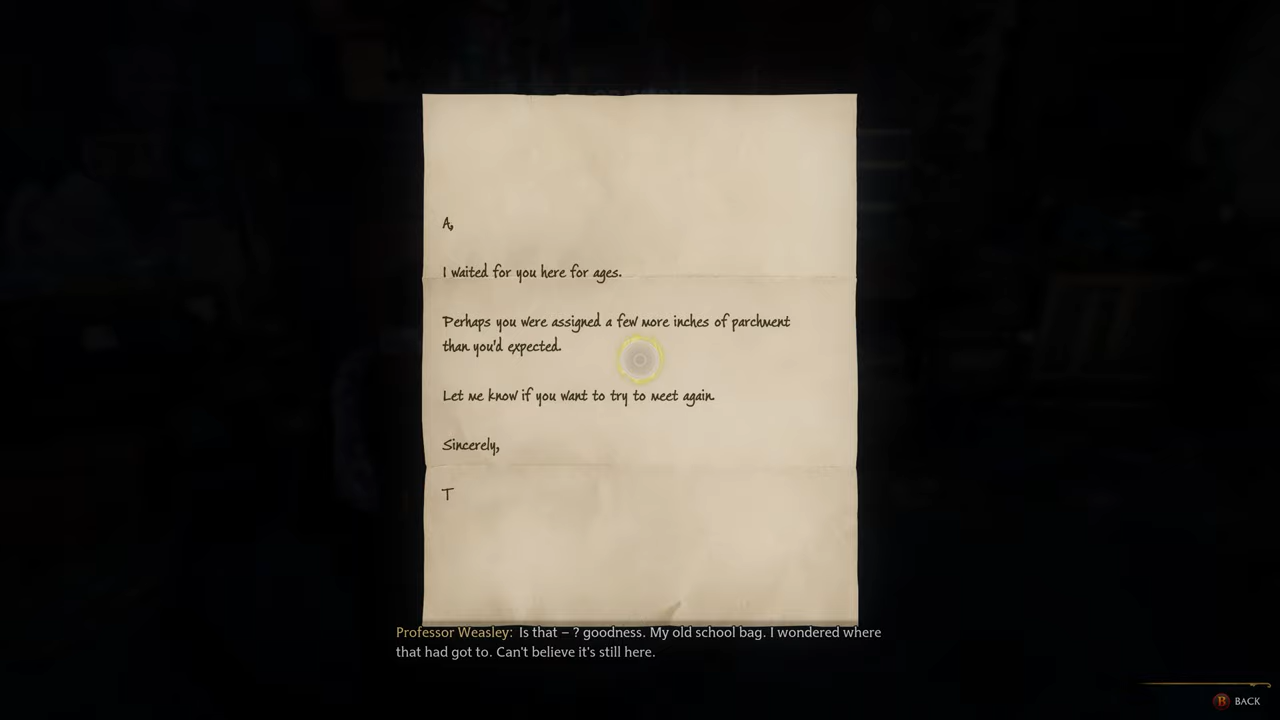 A,
I waited for you here for ages.
Perhaps you were assigned a few more inches of parchment
than you'd expected.
Let me know if you want to try to meet again.
Sincerely,
T
Professor Weasley: Is that – ? goodness. My old school bag. I wondered where
that had got to. Can't believe it's still here.
B BACK